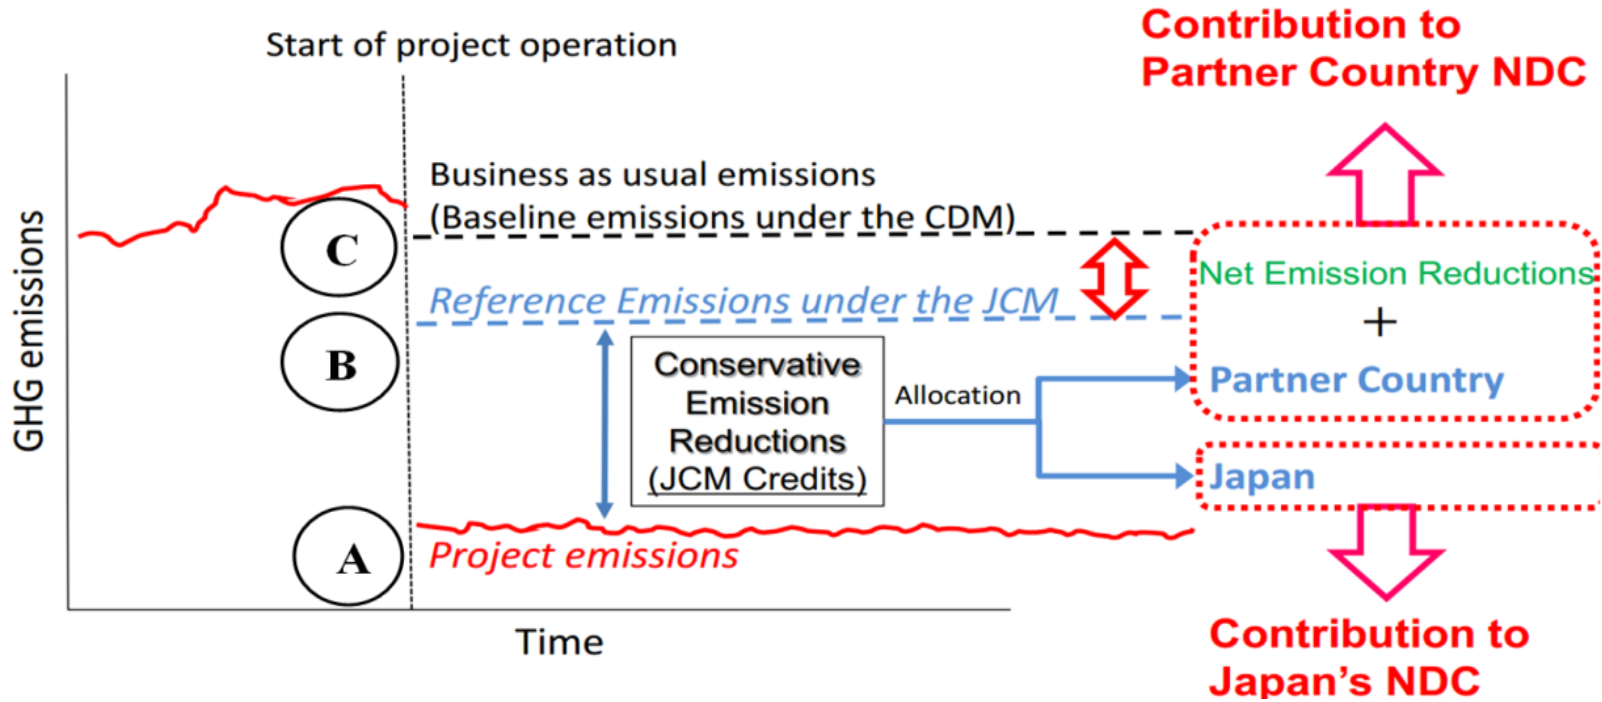 Contribution to
Partner Country NDC
Start of project operation
Business as usual emissions
(Baseline emissions under the CDM)
C
Net Emission Reductions
Reference Emissions under the JCM
+
B
Conservative
Emission
Reductions
(JCM Credits)
Allocation
Partner Country
Japan
GHG emissions
A
Project emissions
Time
Contribution to
Japan's NDC